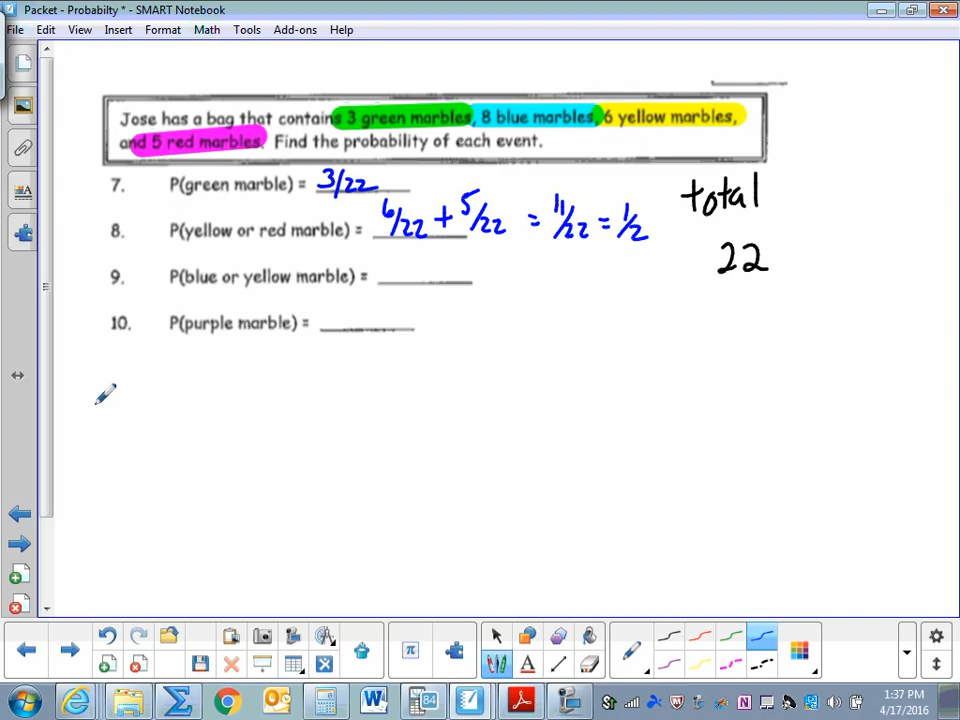 Packet - Probabilty * - SMART Notebook
File Edit View Insert Format Math Tools Add-ons Help
Jose has a bag that contains 3 green marbles, 8 blue marbles, 6 yellow marbles,
and 5 red marbles. Find the probability of each event.
7. P(green marble) = 3/22
total
6/22 + 5/22 = 11/22 = 1/2
8. P(yellow or red marble) =
22
9. P(blue or yellow marble) =
10. P(purple marble) =
1:37 PM
4/17/2016